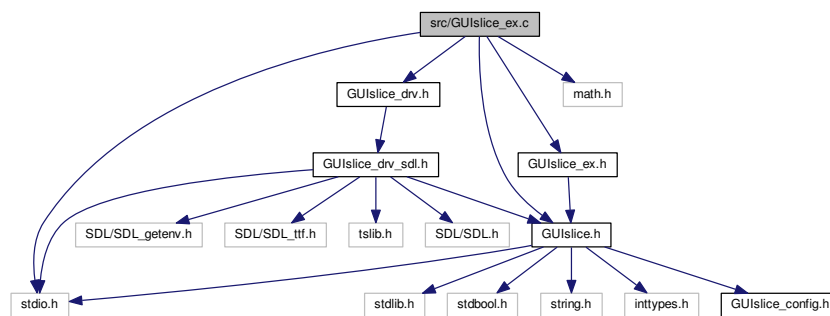 src/GUIslice_ex.c
GUIslice_drv.h
math.h
GUIslice_drv_sdl.h
GUIslice_ex.h
SDL/SDL_getenv.h
SDL/SDL_ttf.h
tslib.h
SDL/SDL.h
GUIslice.h
stdio.h
stdlib.h
stdbool.h
string.h
inttypes.h
GUIslice_config.h